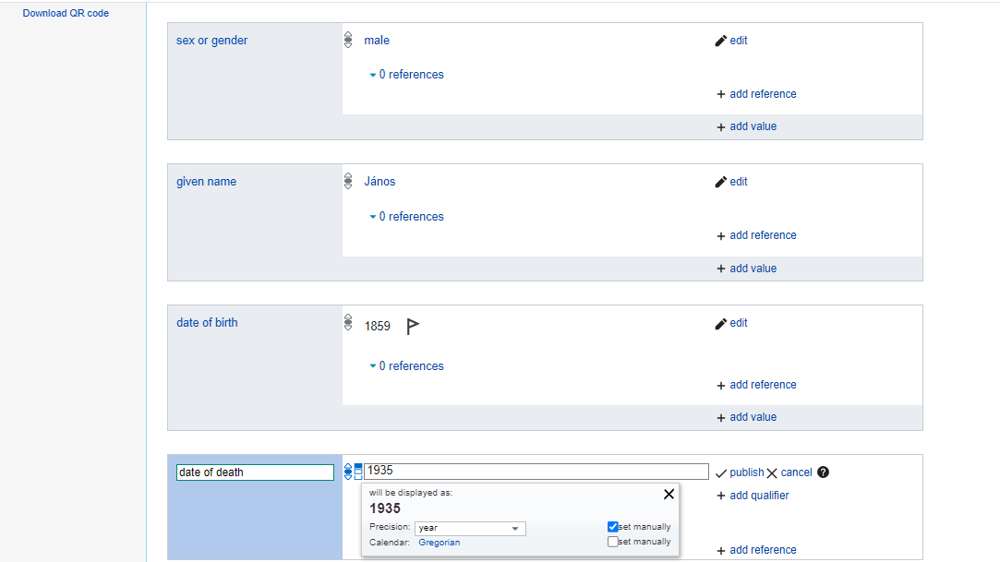 Download QR code
sex or gender
male
edit
0 references
+ add reference
+ add value
given name
János
edit
0 references
+ add reference
+ add value
date of birth
1859
edit
0 references
+ add reference
+ add value
date of death
1935
publish cancel ?
will be displayed as:
1935
+ add qualifier
Precision: year set manually
Calendar: Gregorian set manually
+ add reference